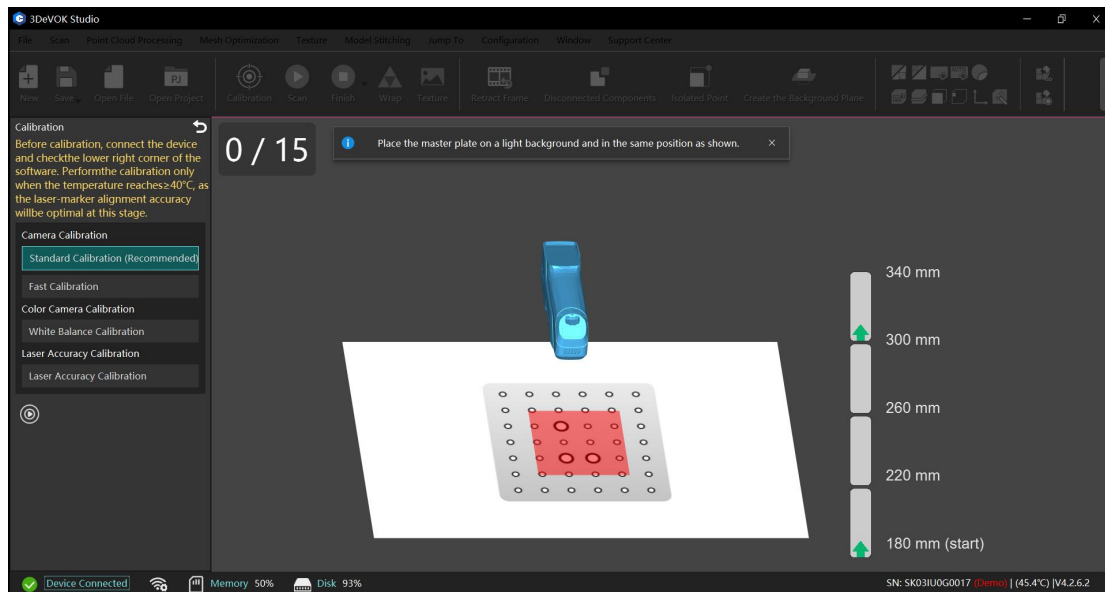 3DeVOK Studio
File Scan Point Cloud Processing Mesh Optimization Texture Model Stitching Jump To Configuration Window Support Center
PJ
New Save Open File Open Project Calibration Scan Finish Wrap Texture Retract Frame Disconnected Components Isolated Point Create the Background Plane
Calibration
Before calibration, connect the device
and checkthe lower right corner of the
software. Performthe calibration only
when the temperature reaches≥40°C, as
the laser-marker alignment accuracy
willbe optimal at this stage.
Camera Calibration
Standard Calibration (Recommended)
Fast Calibration
Color Camera Calibration
White Balance Calibration
Laser Accuracy Calibration
Laser Accuracy Calibration
0 / 15
Place the master plate on a light background and in the same position as shown.
340 mm
300 mm
260 mm
220 mm
180 mm (start)
Device Connected Memory 50% Disk 93% SN: SK03IU0G0017 (Demo) | (45.4℃) |V4.2.6.2